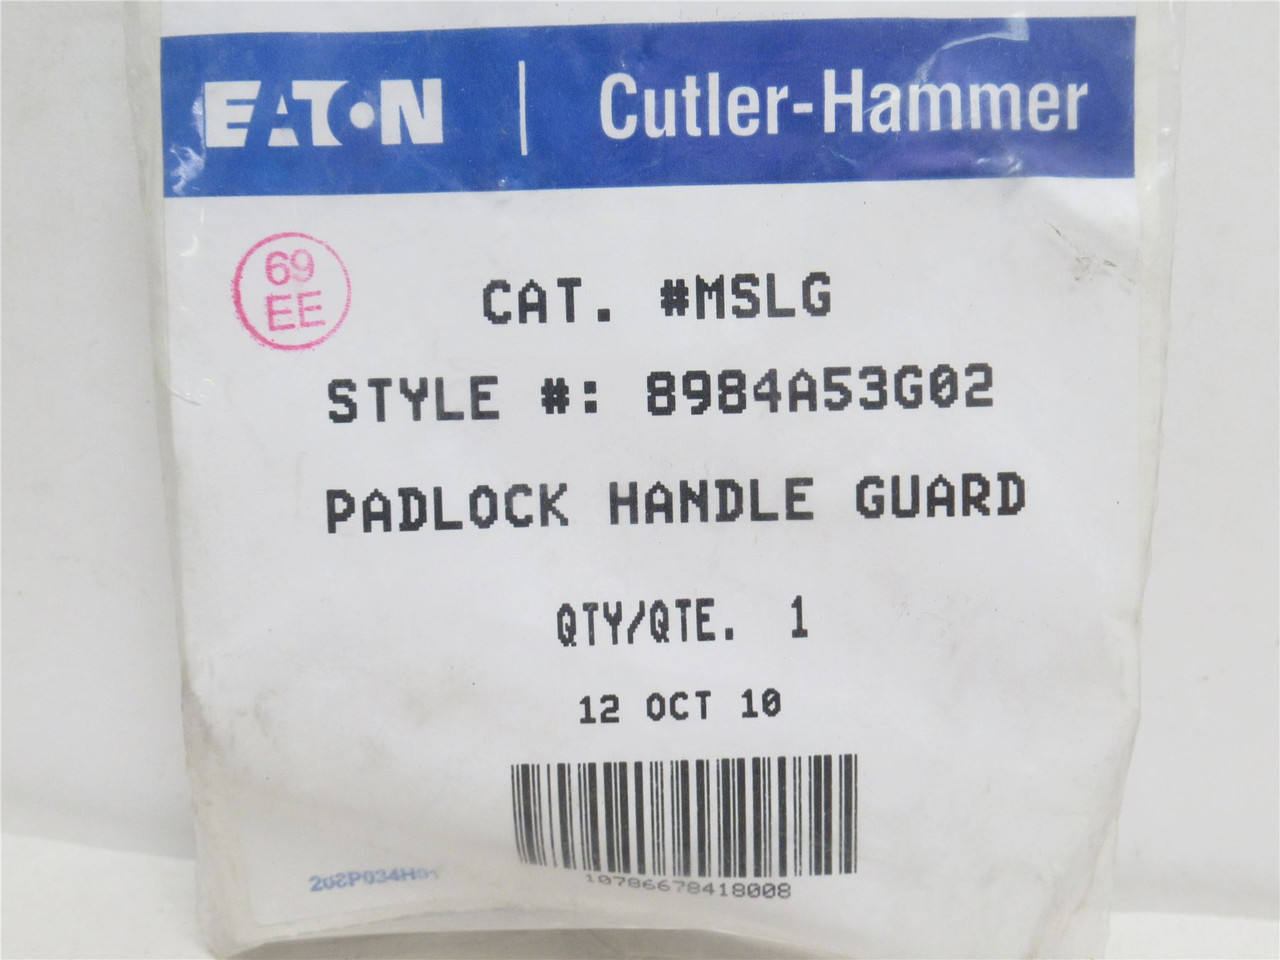 EATON | Cutler-Hammer
69
EE
CAT. #MSLG
STYLE #: 8984A53G02
PADLOCK HANDLE GUARD
QTY/QTE. 1
12 OCT 10
10786678418008